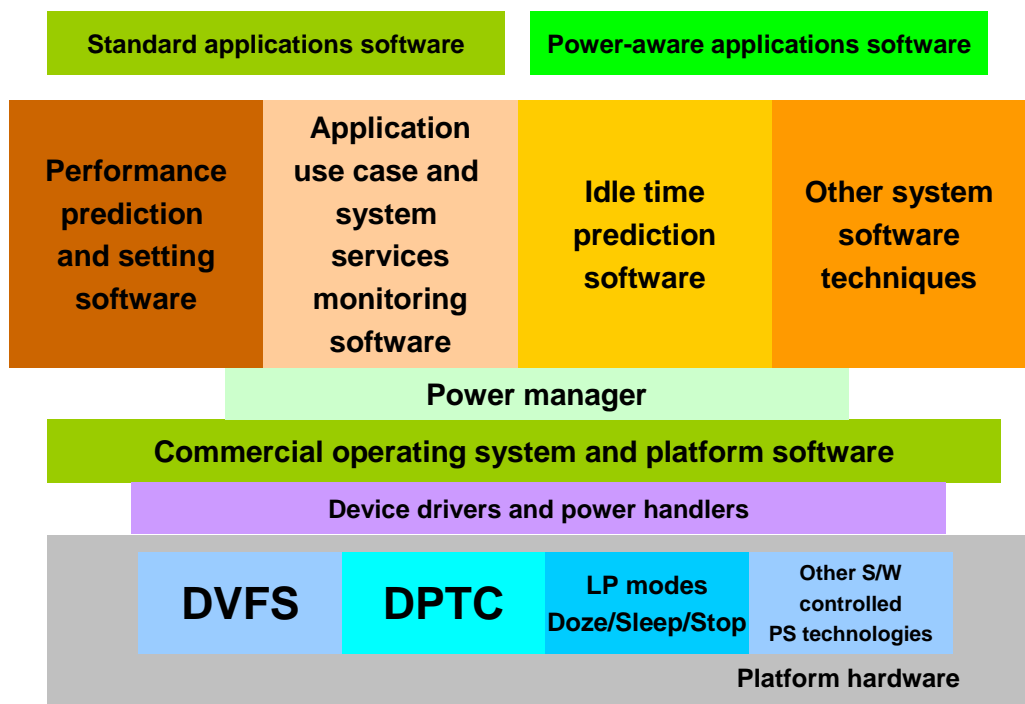 Standard applications software
Power-aware applications software
Performance
prediction
and setting
software
Application
use case and
system
services
monitoring
software
Idle time
prediction
software
Other system
software
techniques
Power manager
Commercial operating system and platform software
Device drivers and power handlers
DVFS
DPTC
LP modes
Doze/Sleep/Stop
Other S/W
controlled
PS technologies
Platform hardware